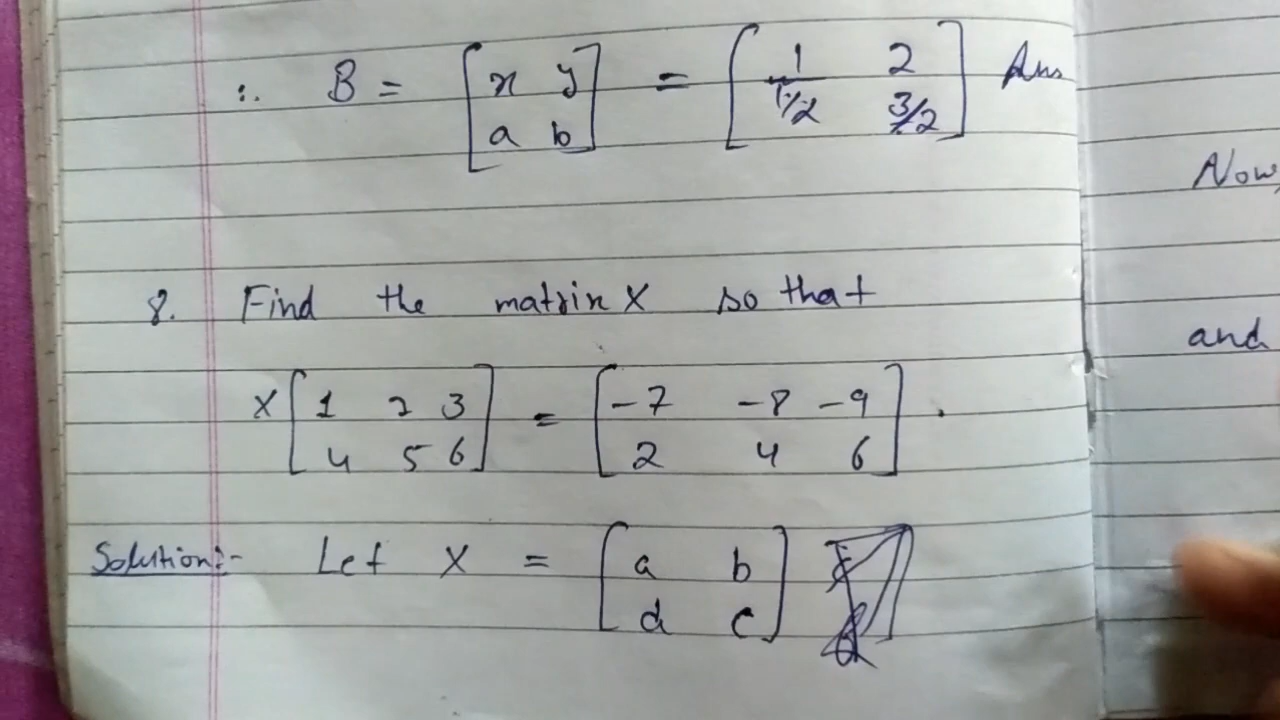 ∴ B = [x y] = [1 2] Ans
[a b] [1/2 3/2]
Now,
8. Find the matrix X so that
and
X [1 2 3] = [-7 -8 -9] .
[4 5 6] [2 4 6]
Solution:- Let X = [a b]
[d c]